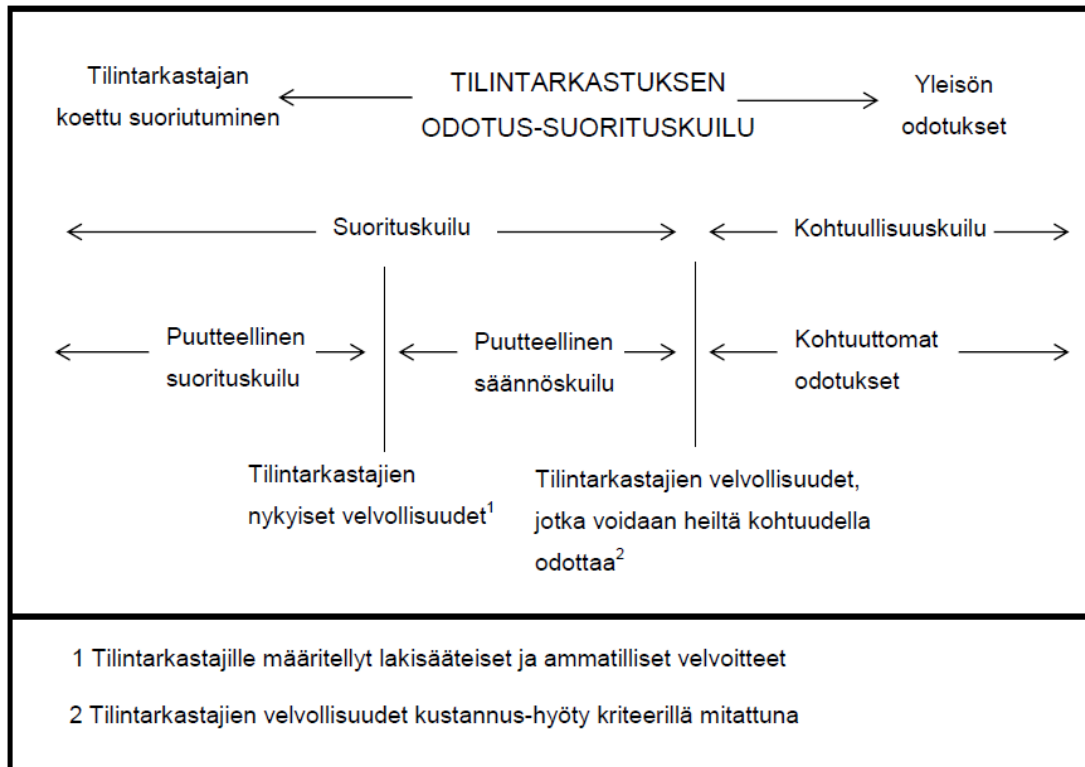 Tilintarkastajan
koettu suoriutuminen
TILINTARKASTUKSEN
ODOTUS-SUORITUSKUILU
Yleisön
odotukset
Suorituskuilu
Kohtuullisuuskuilu
Puutteellinen
suorituskuilu
Puutteellinen
säännöskuilu
Kohtuuttomat
odotukset
Tilintarkastajien
nykyiset velvollisuudet¹
Tilintarkastajien velvollisuudet,
jotka voidaan heiltä kohtuudella
odottaa²
1 Tilintarkastajille määritellyt lakisääteiset ja ammatilliset velvoitteet
2 Tilintarkastajien velvollisuudet kustannus-hyöty kriteerillä mitattuna